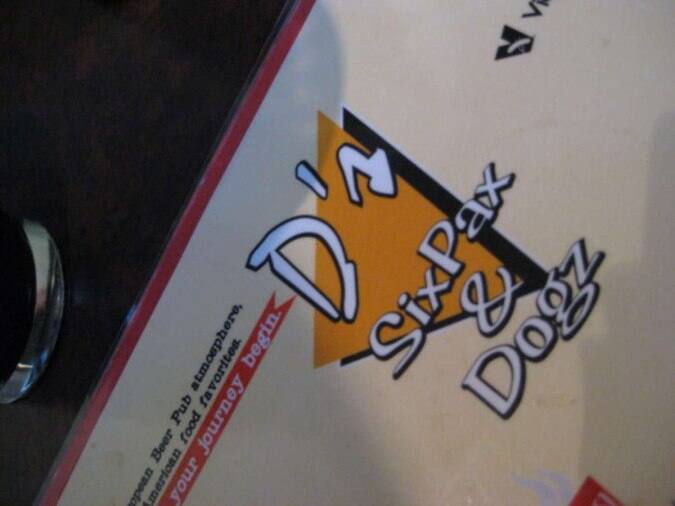 D'z
SixPax
&
Dogz
Beer Pub atmosphere,
American food favorites.
your journey begin.